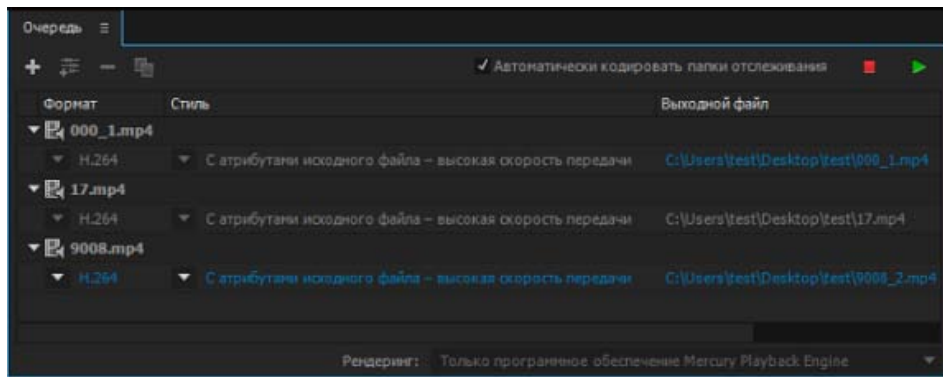 Очередь
Автоматически кодировать папки отслеживания
Формат Стиль Выходной файл
000_1.mp4
H.264 С атрибутами исходного файла – высокая скорость передачи C:\Users\test\Desktop\test\000_1.mp4
17.mp4
H.264 С атрибутами исходного файла – высокая скорость передачи C:\Users\test\Desktop\test\17.mp4
9008.mp4
H.264 С атрибутами исходного файла – высокая скорость передачи C:\Users\test\Desktop\test\9008_2.mp4
Рендеринг: Только программное обеспечение Mercury Playback Engine